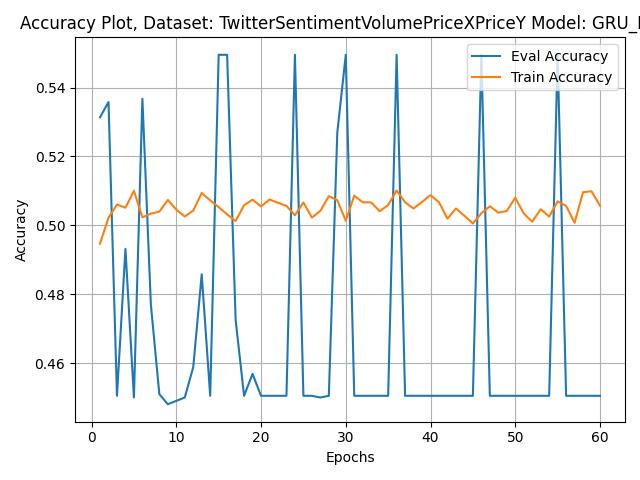 Accuracy Plot, Dataset: TwitterSentimentVolumePriceXPriceY Model: GRU_
Eval Accuracy
Train Accuracy
0.54
0.52
0.50
0.48
0.46
Accuracy
0 10 20 30 40 50 60
Epochs